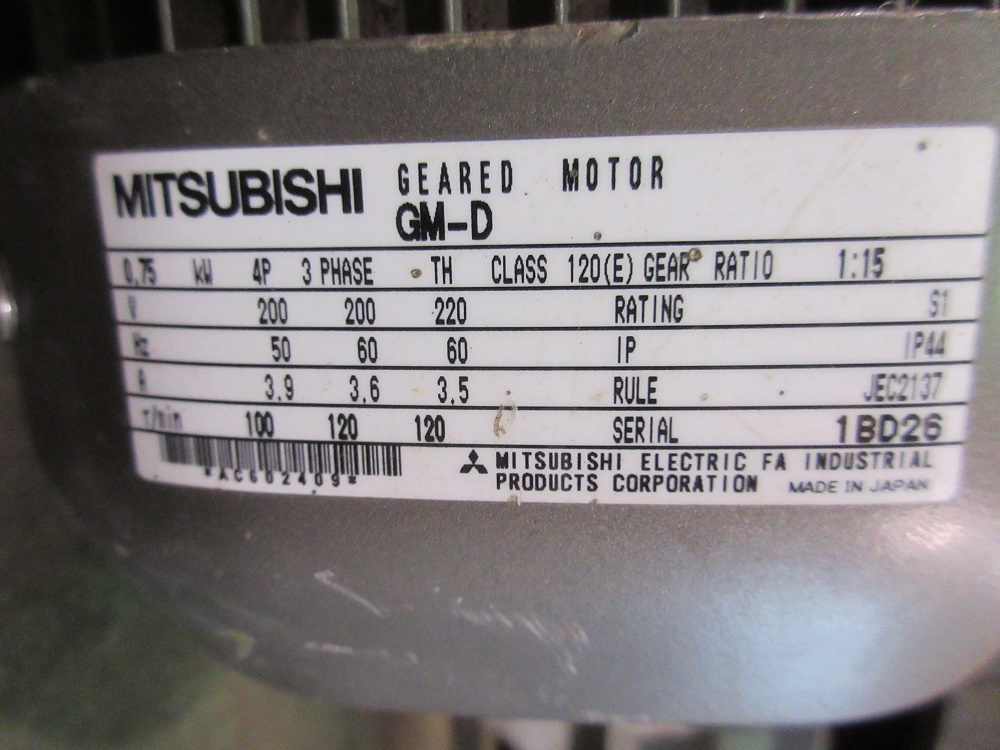 MITSUBISHI GEARED MOTOR
GM-D
0.75 kW 4P 3 PHASE TH CLASS 120(E) GEAR RATIO 1:15
V 200 200 220 RATING S1
Hz 50 60 60 IP IP44
A 3.9 3.6 3.5 RULE JEC2137
r/min 100 120 120 SERIAL 1BD26
*AC602409*
MITSUBISHI ELECTRIC FA INDUSTRIAL
PRODUCTS CORPORATION MADE IN JAPAN